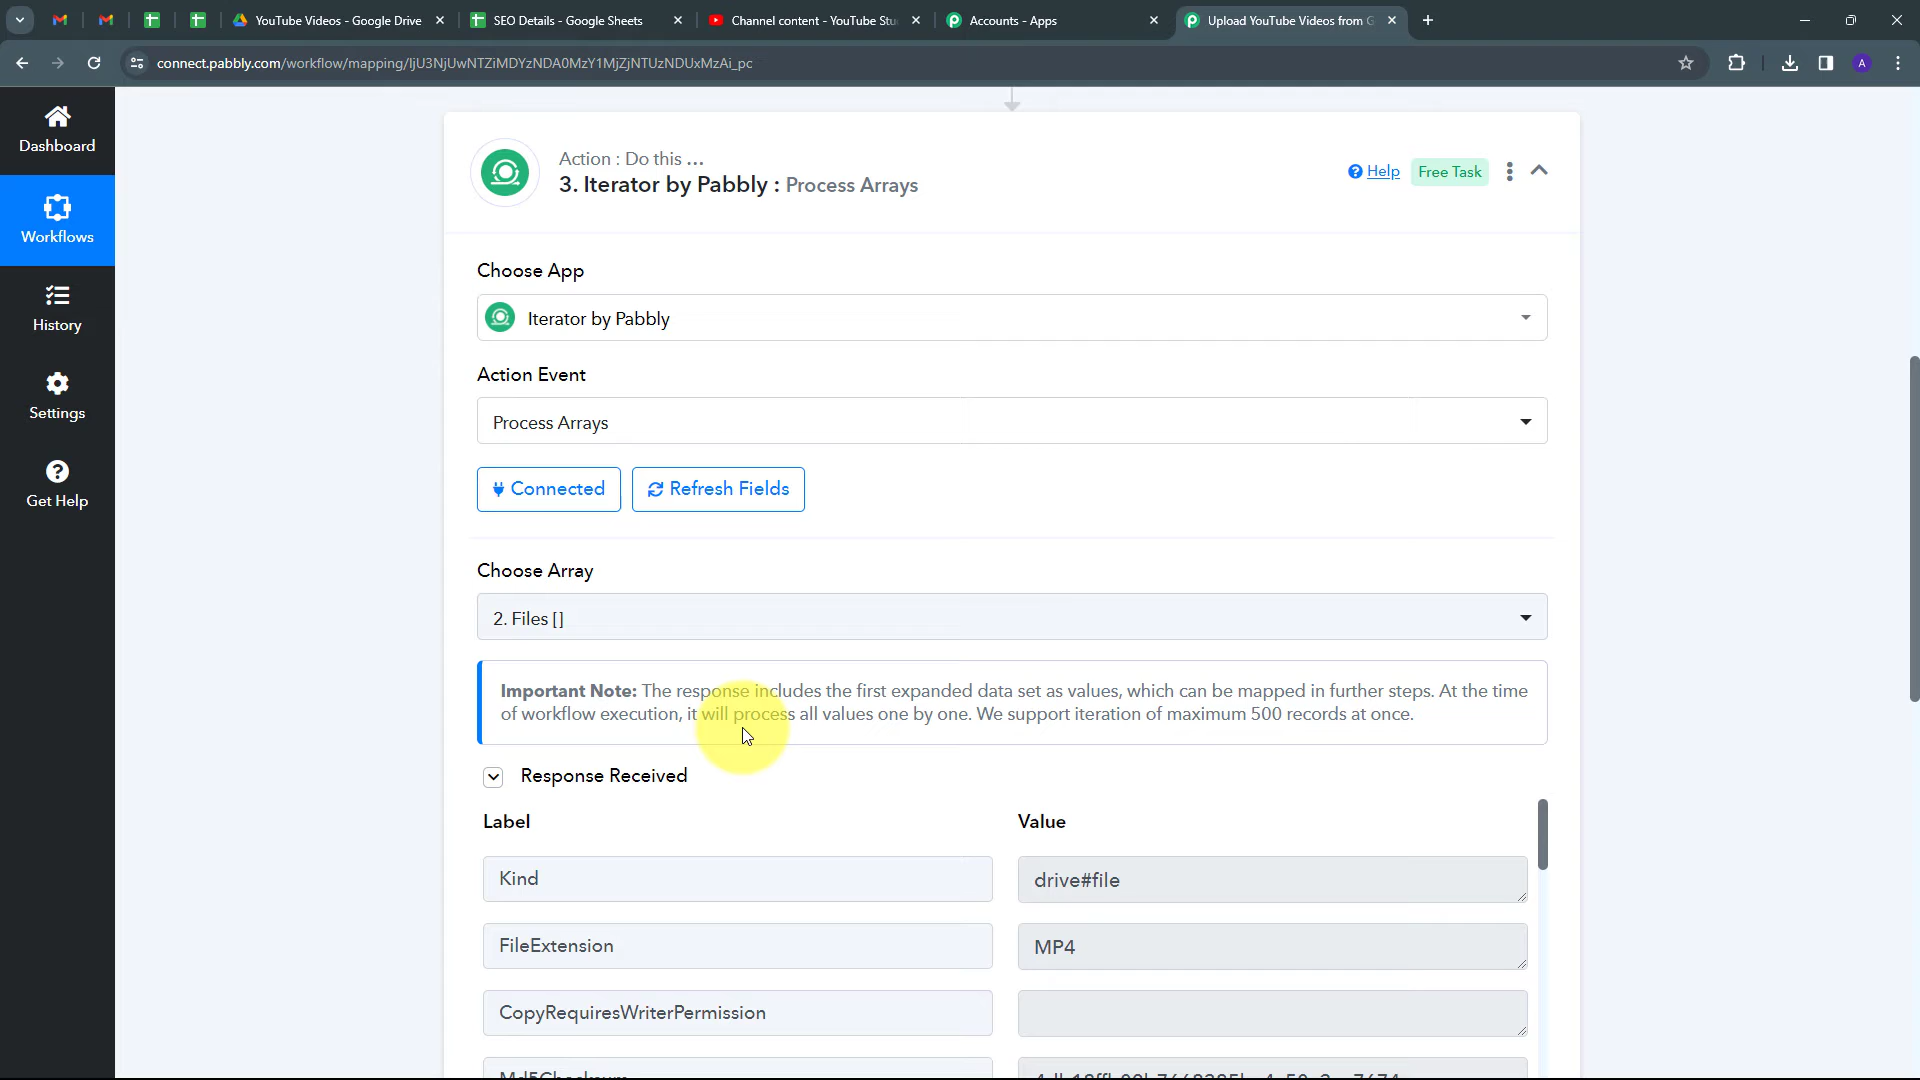 YouTube Videos - Google Drive
SEO Details - Google Sheets
Channel content - YouTube Stu
Accounts - Apps
Upload YouTube Videos from G
connect.pabbly.com/workflow/mapping/IjU3NjUwNTZiMDYzNDA0MzY1MjZjNTUzNDUxMzAi_pc
A
Dashboard
Workflows
History
Settings
Get Help
Action : Do this ...
3. Iterator by Pabbly : Process Arrays
Help
Free Task
Choose App
Iterator by Pabbly
Action Event
Process Arrays
Connected
Refresh Fields
Choose Array
2. Files []
Important Note: The response includes the first expanded data set as values, which can be mapped in further steps. At the time
of workflow execution, it will process all values one by one. We support iteration of maximum 500 records at once.
Response Received
Label
Value
Kind
drive#file
FileExtension
MP4
CopyRequiresWriterPermission